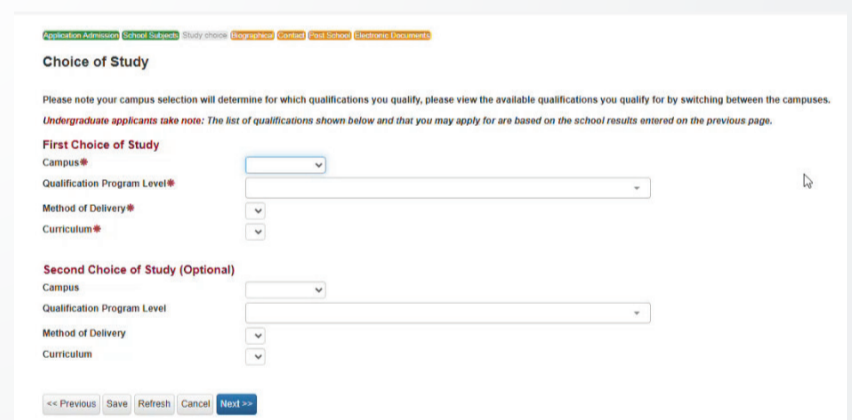 Application Admission School Subjects Study choice Biographical Contact Post School Electronic Documents
Choice of Study
Please note your campus selection will determine for which qualifications you qualify, please view the available qualifications you qualify for by switching between the campuses.
Undergraduate applicants take note: The list of qualifications shown below and that you may apply for are based on the school results entered on the previous page.
First Choice of Study
Campus*
Qualification Program Level*
Method of Delivery*
Curriculum*
Second Choice of Study (Optional)
Campus
Qualification Program Level
Method of Delivery
Curriculum
<< Previous Save Refresh Cancel Next >>